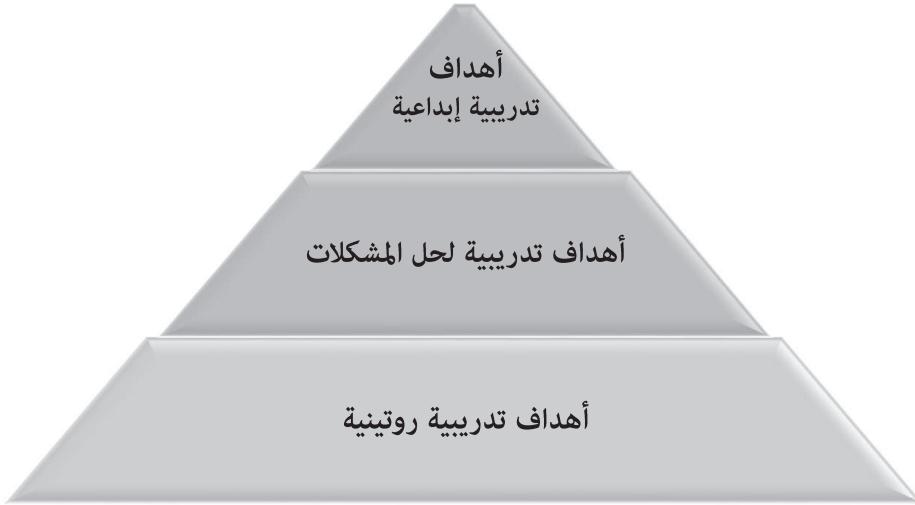 أهداف
تدريبية إبداعية
أهداف تدريبية لحل المشكلات
أهداف تدريبية روتينية